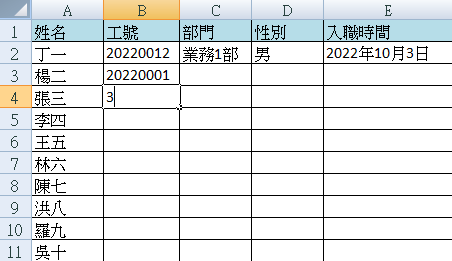 A B C D E
1 姓名 工號 部門 性別 入職時間
2 丁一 20220012 業務1部 男 2022年10月3日
3 楊二 20220001
4 張三 3
5 李四
6 王五
7 林六
8 陳七
9 洪八
10 羅九
11 吳十